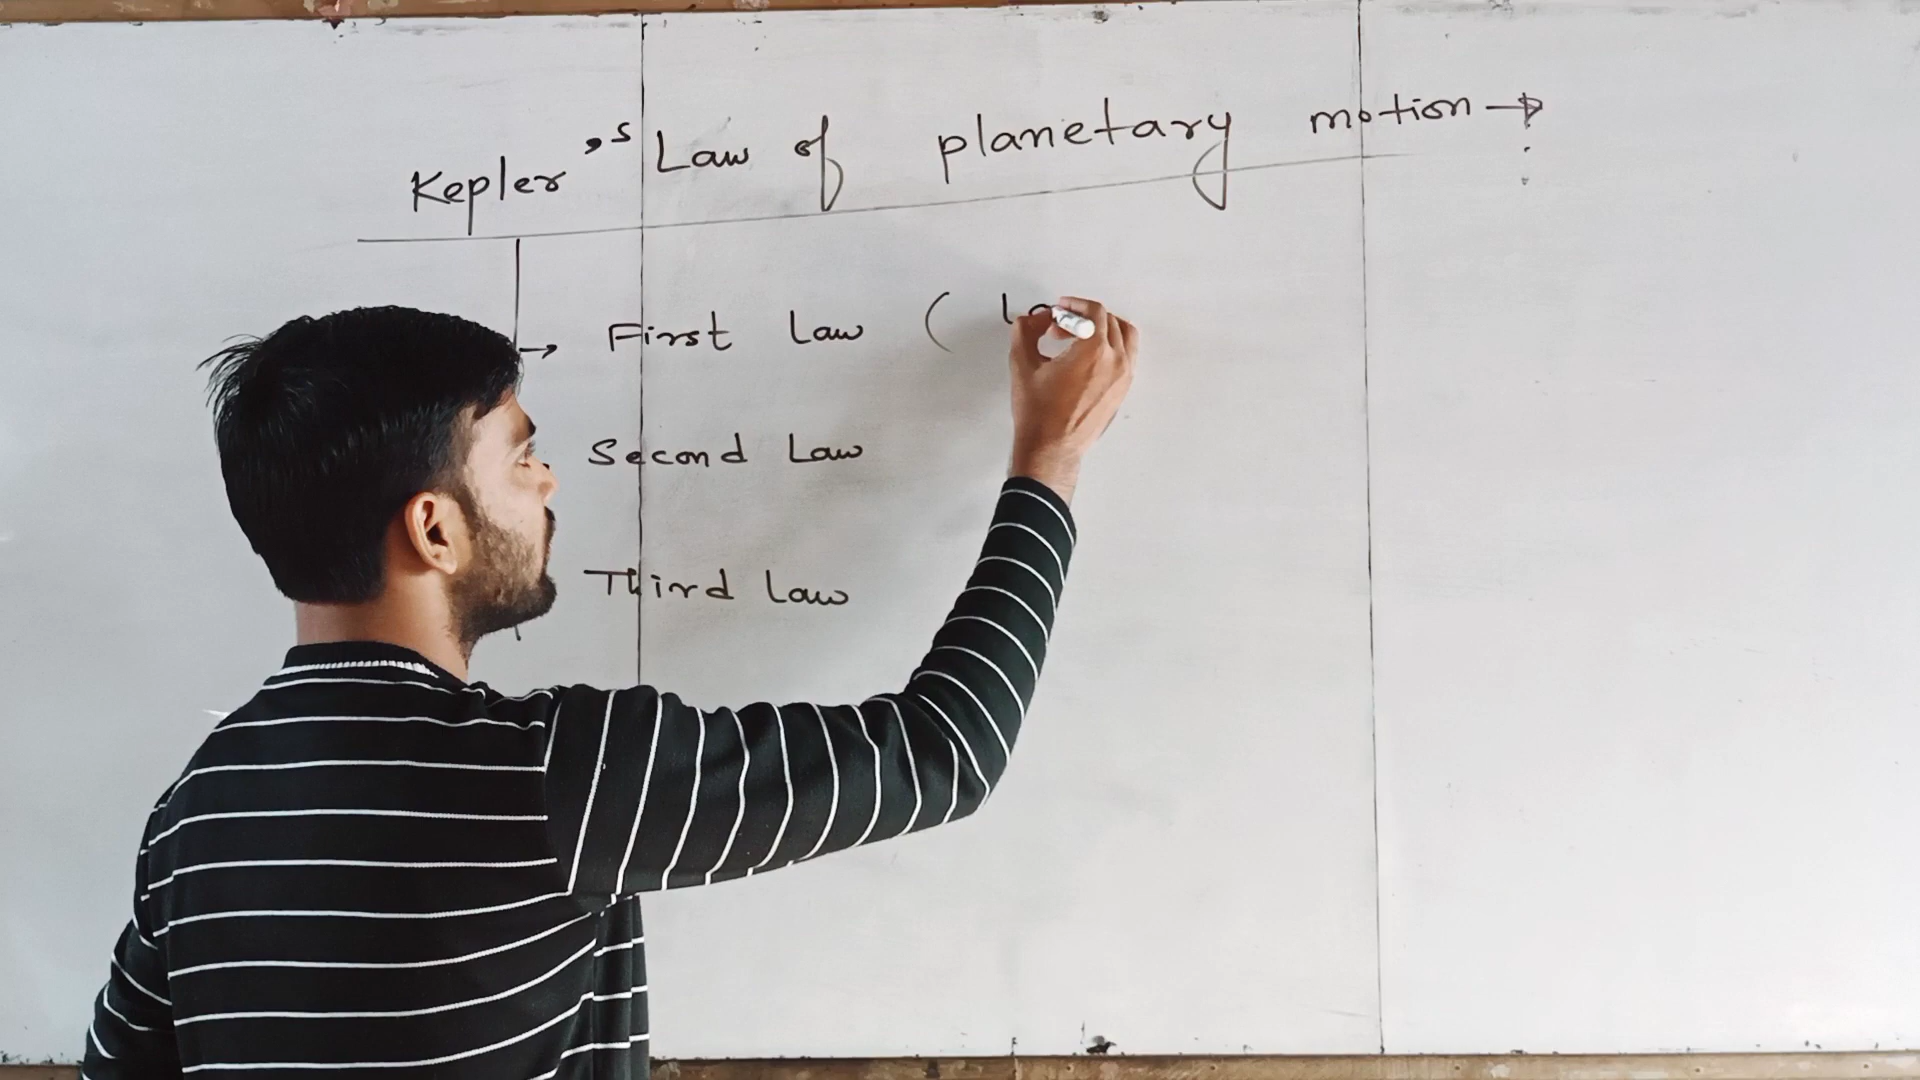 Kepler's Law of planetary motion →
→ First Law (
Second Law
Third Law